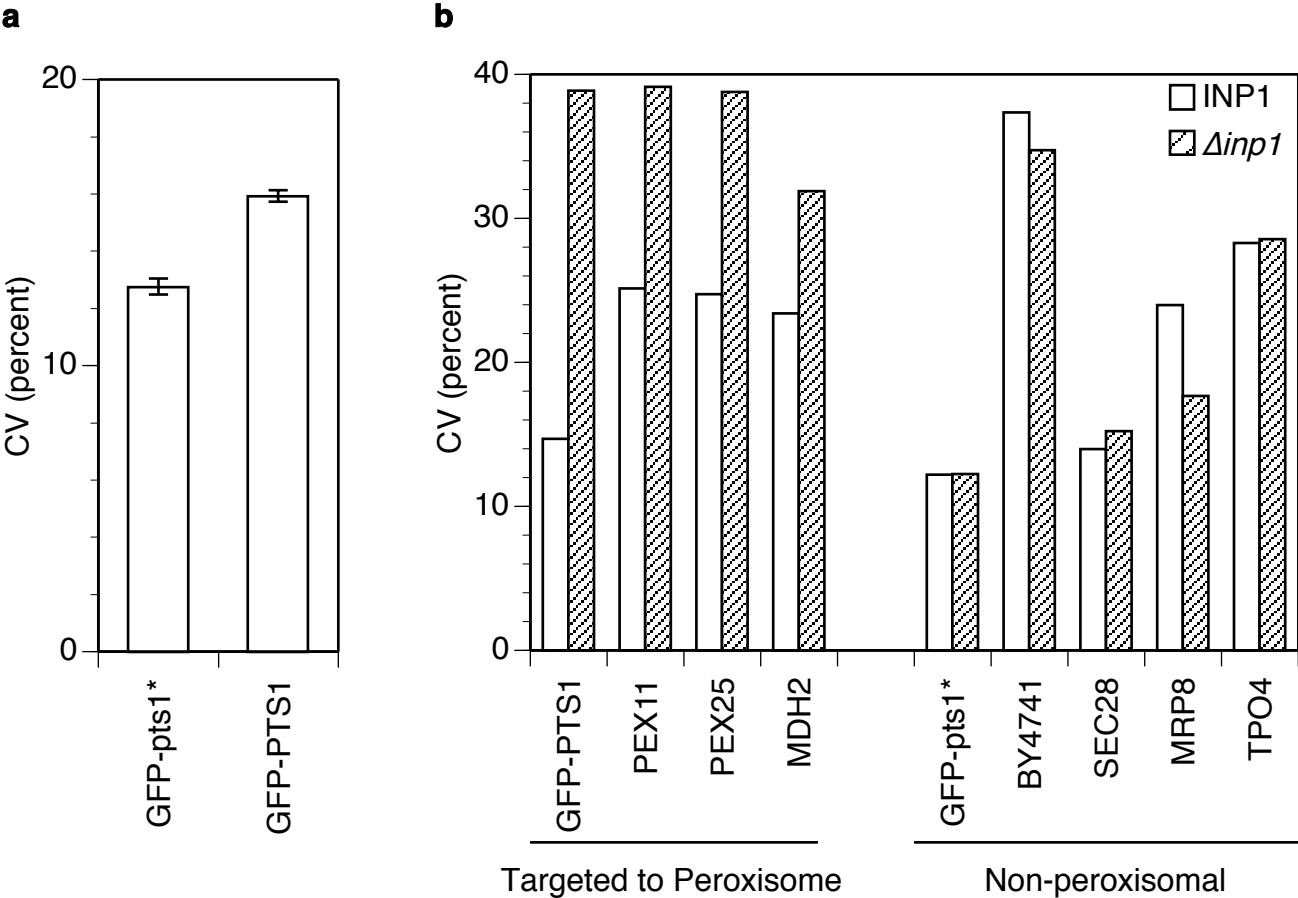 a
20
10
0
CV (percent)
GFP-pts1*
GFP-PTS1
b
40
30
20
10
0
CV (percent)
INP1
Δinp1
GFP-PTS1
PEX11
PEX25
MDH2
GFP-pts1*
BY4741
SEC28
MRP8
TPO4
Targeted to Peroxisome
Non-peroxisomal